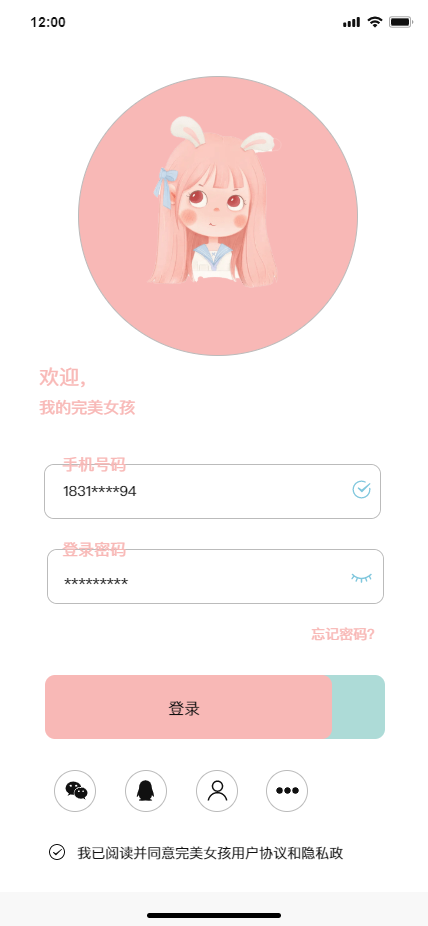 12:00
欢迎，
我的完美女孩
手机号码
1831****94
登录密码
*********
忘记密码?
登录
我已阅读并同意完美女孩用户协议和隐私政